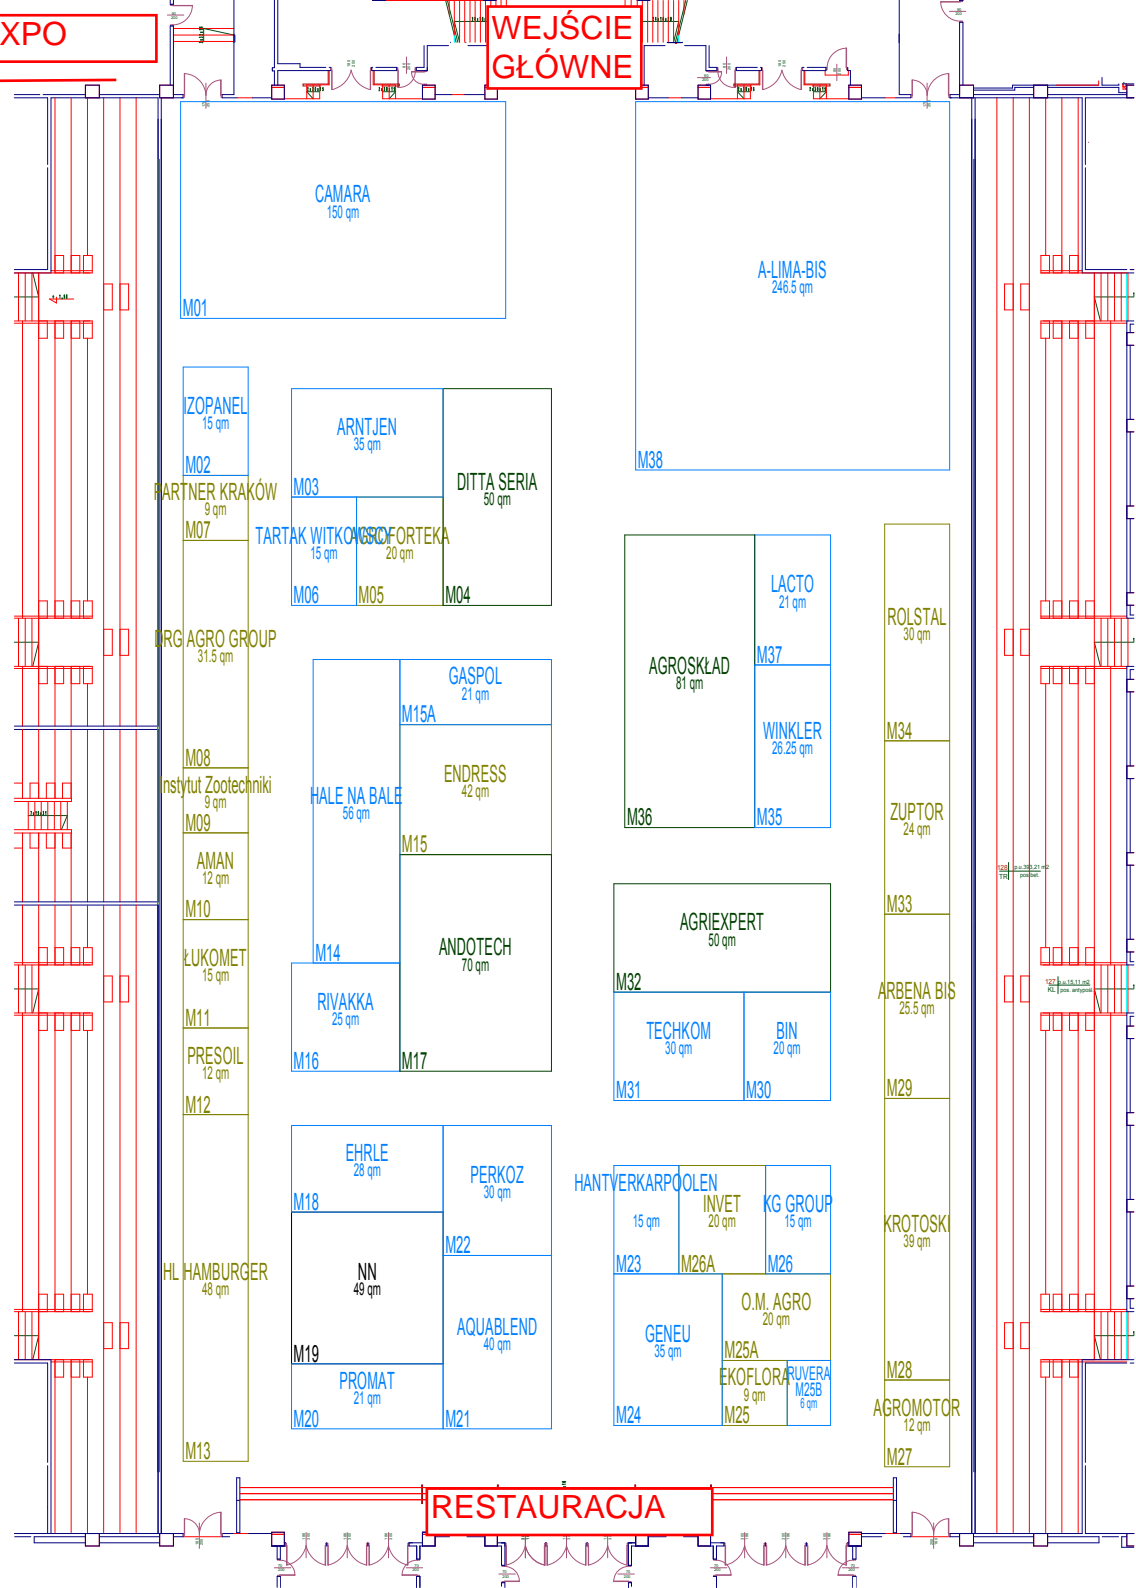 XPO
WEJŚCIE
GŁÓWNE
CAMARA
150 qm
M01
A-LIMA-BIS
246.5 qm
M38
IZOPANEL
15 qm
M02
ARNTJEN
35 qm
M03
DITTA SERIA
50 qm
M04
PARTNER KRAKÓW
9 qm
M07
TARTAK WITKOWSCY
15 qm
M06
AGROFORTEKA
20 qm
M05
DRG AGRO GROUP
31.5 qm
M08
AGROSKŁAD
81 qm
M36
LACTO
21 qm
M37
WINKLER
26.25 qm
M35
ROLSTAL
30 qm
M34
GASPOL
21 qm
M15A
HALE NA BALE
56 qm
M14
ENDRESS
42 qm
M15
Instytut Zootechniki
9 qm
M09
AMAN
12 qm
M10
ZUPTOR
24 qm
M33
ŁUKOMET
15 qm
M11
ANDOTECH
70 qm
M17
AGRIEXPERT
50 qm
M32
ARBENA BIS
25.5 qm
M29
RIVAKKA
25 qm
M16
TECHKOM
30 qm
M31
BIN
20 qm
M30
PRESOIL
12 qm
M12
EHRLE
28 qm
M18
PERKOZ
30 qm
M22
HANTVERKARPOOLEN
15 qm
M23
INVET
20 qm
M26A
KG GROUP
15 qm
M26
KROTOSKI
39 qm
M28
HL HAMBURGER
48 qm
M13
NN
49 qm
M19
AQUABLEND
40 qm
M21
GENEU
35 qm
M24
O.M. AGRO
20 qm
M25A
PROMAT
21 qm
M20
EKOFLORA
9 qm
M25
RUVERA
M25B
6 qm
AGROMOTOR
12 qm
M27
RESTAURACJA